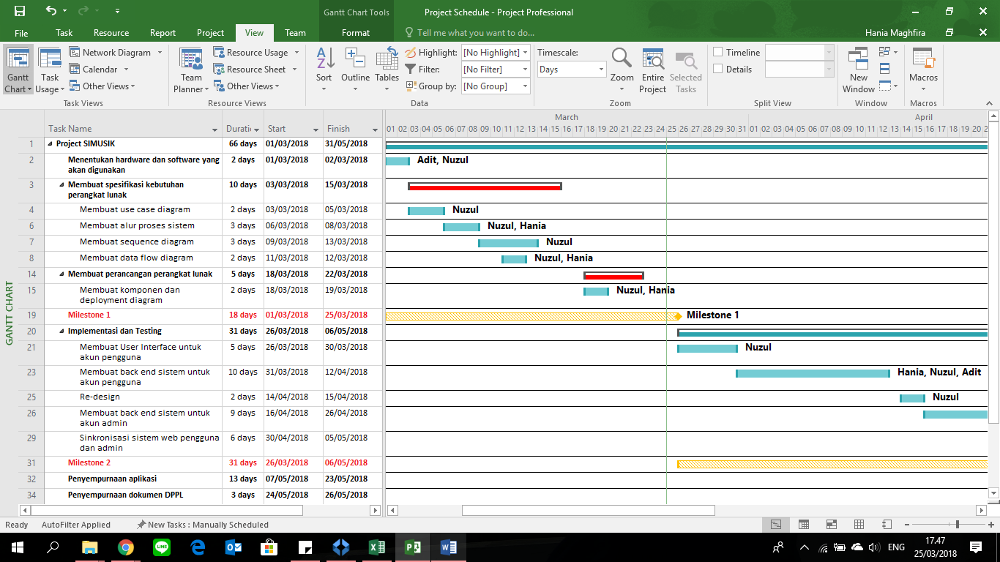 Gantt Chart Tools
Project Schedule - Project Professional
File Task Resource Report Project View Team Format Tell me what you want to do... Hania Maghfira
Gantt Chart
Task Usage
Network Diagram
Calendar
Other Views
Task Views
Team Planner
Resource Usage
Resource Sheet
Other Views
Resource Views
Sort
Outline
Tables
Highlight: [No Highlight]
Filter: [No Filter]
Group by: [No Group]
Data
Timescale:
Days
Zoom
Entire Project
Selected Tasks
Zoom
Timeline
Details
Split View
New Window
Window
Macros
Macros
March April
Task Name Duratic Start Finish
01 02 03 04 05 06 07 08 09 10 11 12 13 14 15 16 17 18 19 20 21 22 23 24 25 26 27 28 29 30 31 01 02 03 04 05 06 07 08 09 10 11 12 13 14 15 16 17 18 19 20 2
GANTT CHART
1 Project SIMUSIK 66 days 01/03/2018 31/05/2018
2 Menentukan hardware dan software yang 2 days 01/03/2018 02/03/2018 Adit, Nuzul
akan digunakan
3 Membuat spesifikasi kebutuhan 10 days 03/03/2018 15/03/2018
perangkat lunak
4 Membuat use case diagram 2 days 03/03/2018 05/03/2018 Nuzul
6 Membuat alur proses sistem 3 days 06/03/2018 08/03/2018 Nuzul, Hania
7 Membuat sequence diagram 3 days 09/03/2018 13/03/2018 Nuzul
8 Membuat data flow diagram 2 days 11/03/2018 12/03/2018 Nuzul, Hania
14 Membuat perancangan perangkat lunak 5 days 18/03/2018 22/03/2018
15 Membuat komponen dan 2 days 18/03/2018 19/03/2018 Nuzul, Hania
deployment diagram
19 Milestone 1 18 days 01/03/2018 25/03/2018 Milestone 1
20 Implementasi dan Testing 31 days 26/03/2018 06/05/2018
21 Membuat User Interface untuk 5 days 26/03/2018 30/03/2018 Nuzul
akun pengguna
23 Membuat back end sistem untuk 10 days 31/03/2018 12/04/2018 Hania, Nuzul, Adit
akun pengguna
25 Re-design 2 days 14/04/2018 15/04/2018 Nuzul
26 Membuat back end sistem untuk 9 days 16/04/2018 26/04/2018
akun admin
29 Sinkronisasi sistem web pengguna 6 days 30/04/2018 05/05/2018
dan admin
31 Milestone 2 31 days 26/03/2018 06/05/2018
32 Penyempurnaan aplikasi 13 days 07/05/2018 23/05/2018
34 Penyempurnaan dokumen DPPL 3 days 24/05/2018 26/05/2018
Ready AutoFilter Applied New Tasks : Manually Scheduled
LINE
ENG
17.47
25/03/2018